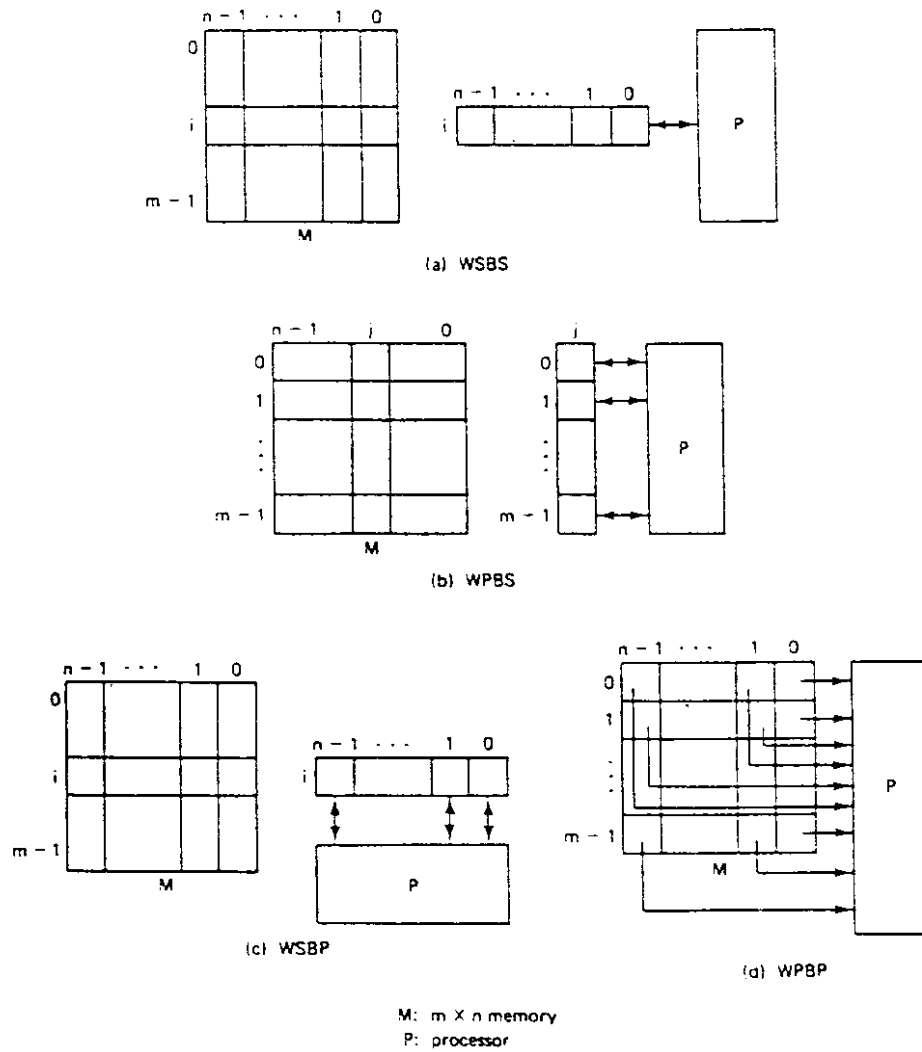 n - 1 · · · 1 0
0
i
m - 1
M
n - 1 · · · 1 0
i
P
(a) WSBS
n - 1 j 0
0
1
⋮
m - 1
M
j
0
1
⋮
m - 1
P
(b) WPBS
n - 1 · · · 1 0
0
i
m - 1
M
n - 1 · · · 1 0
i
P
(c) WSBP
n - 1 · · · 1 0
0
1
⋮
m - 1
M
P
(d) WPBP
M: m × n memory
P: processor